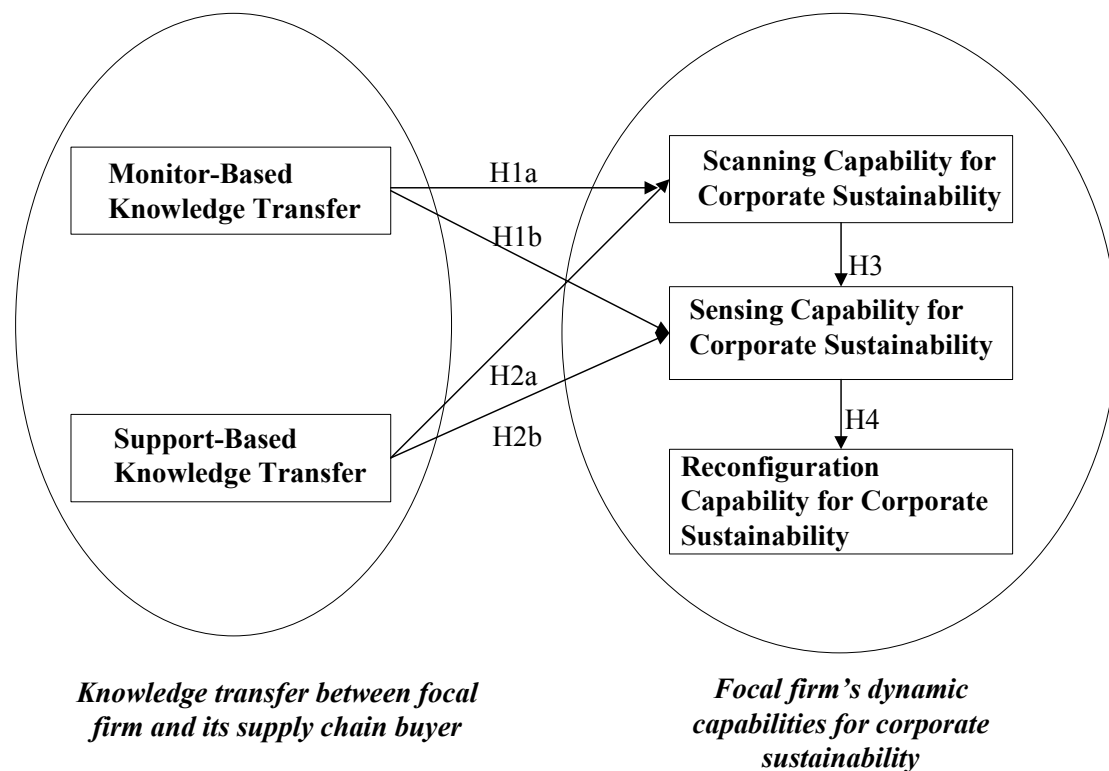 Monitor-Based
Knowledge Transfer
H1a
Scanning Capability for
Corporate Sustainability
H1b
H3
Sensing Capability for
Corporate Sustainability
H2a
H2b
H4
Support-Based
Knowledge Transfer
Reconfiguration
Capability for Corporate
Sustainability
Knowledge transfer between focal
firm and its supply chain buyer
Focal firm’s dynamic
capabilities for corporate
sustainability